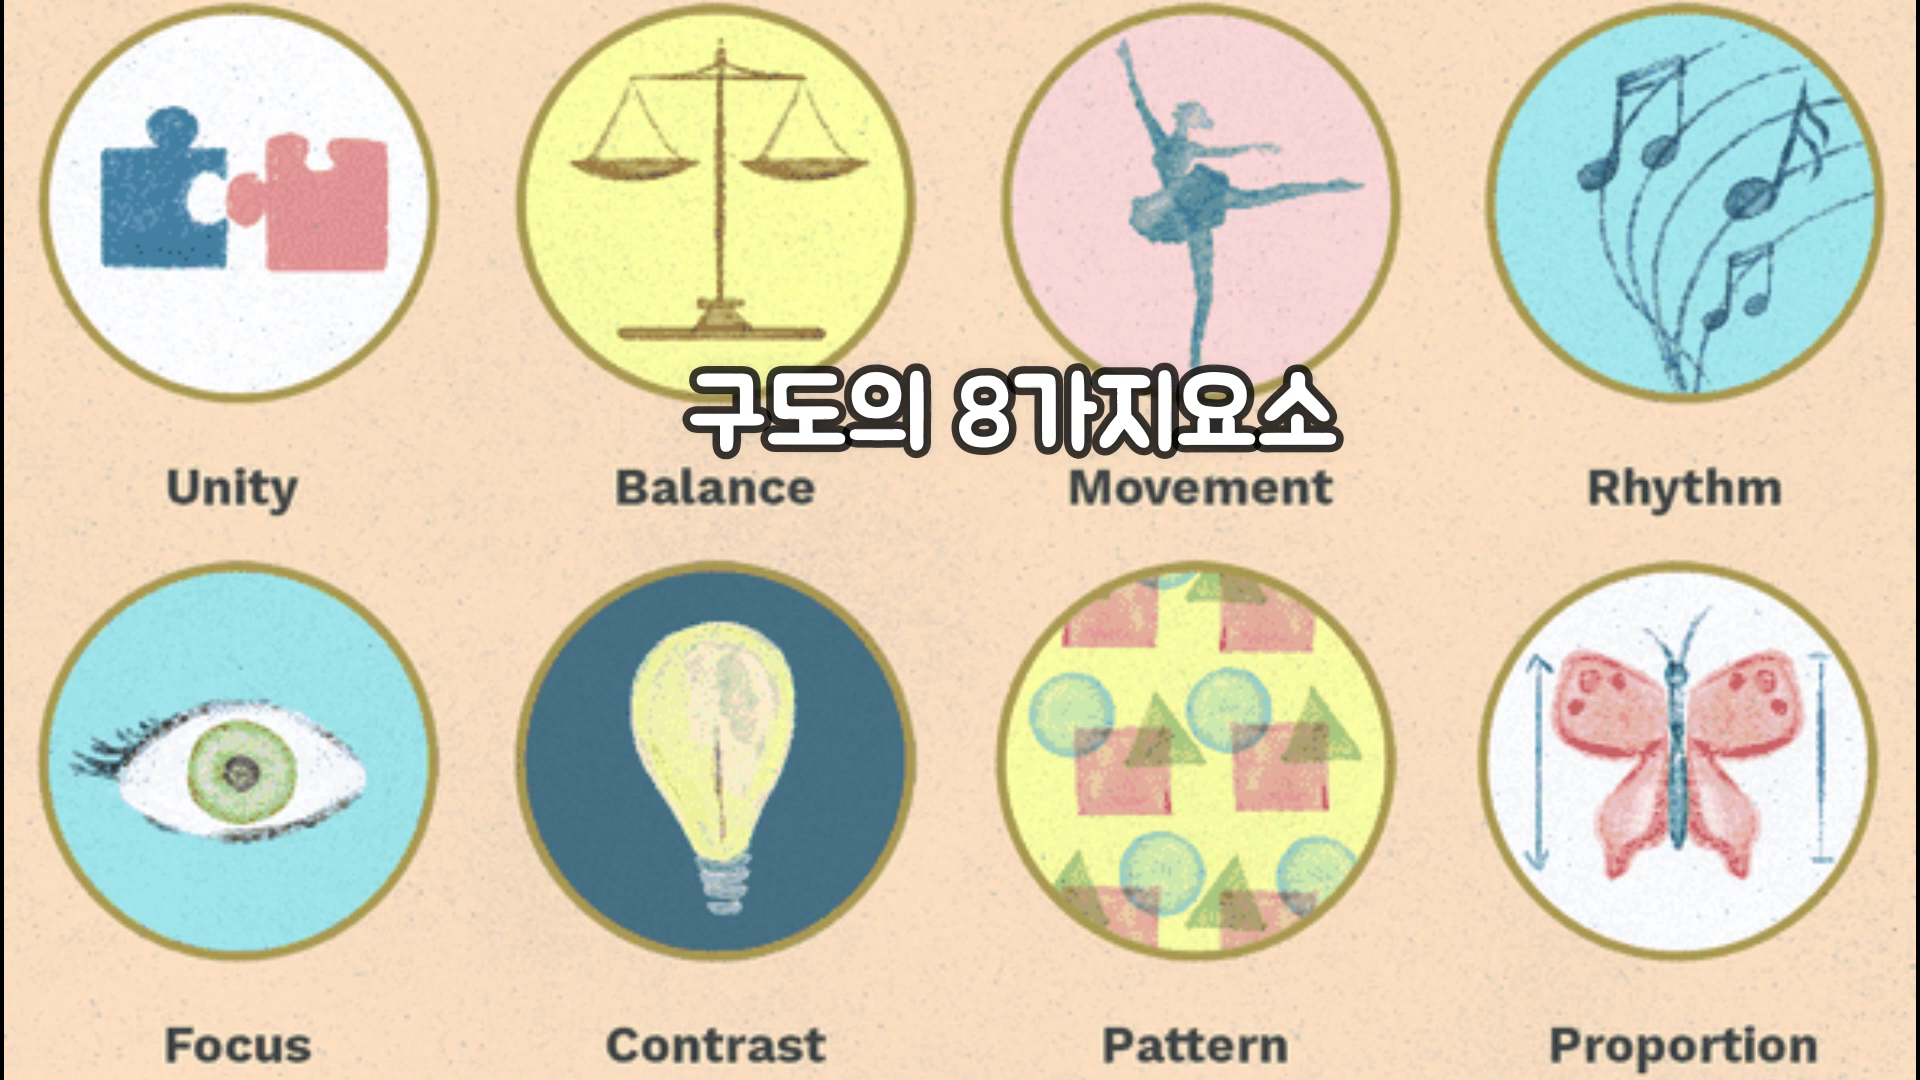 구도의 8가지요소
Unity
Balance
Movement
Rhythm
Focus
Contrast
Pattern
Proportion